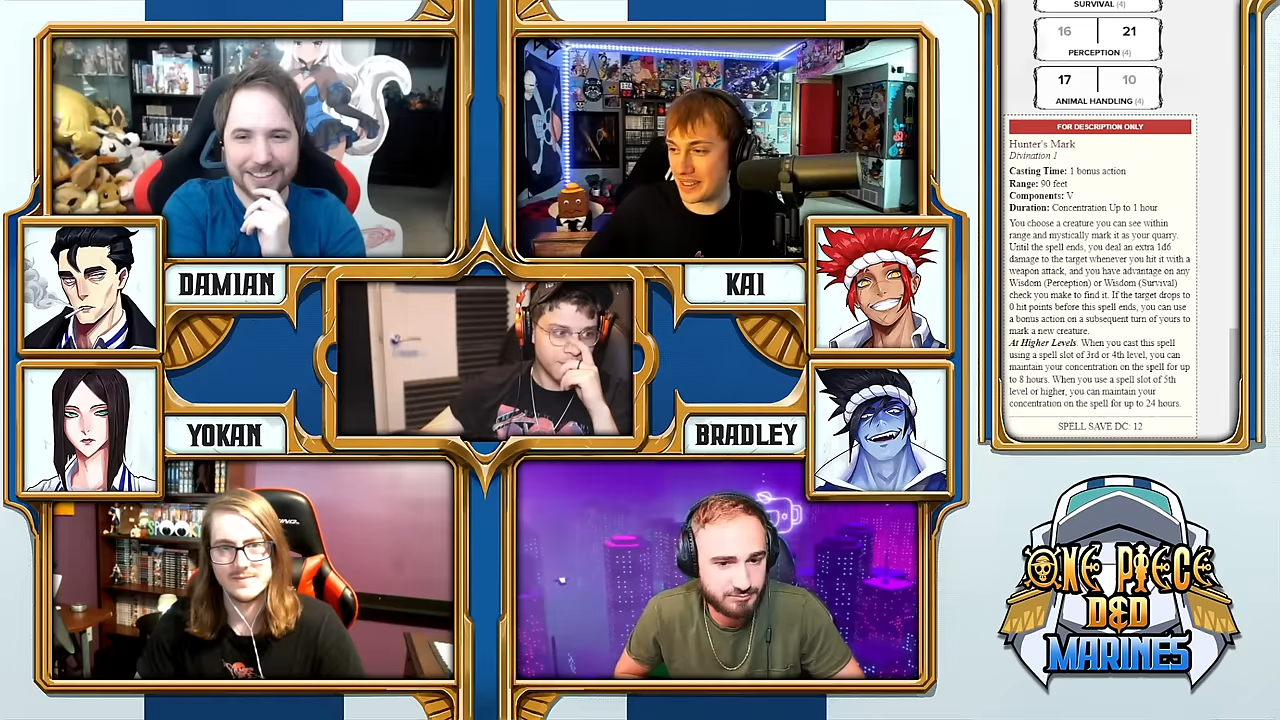 SURVIVAL (4)
16 21
PERCEPTION (4)
17 10
ANIMAL HANDLING (4)
FOR DESCRIPTION ONLY
Hunter's Mark
Divination 1
Casting Time: 1 bonus action
Range: 90 feet
Components: V
Duration: Concentration Up to 1 hour
You choose a creature you can see within
range and mystically mark it as your quarry.
Until the spell ends, you deal an extra 1d6
damage to the target whenever you hit it with a
weapon attack, and you have advantage on any
Wisdom (Perception) or Wisdom (Survival)
check you make to find it. If the target drops to
0 hit points before this spell ends, you can use
a bonus action on a subsequent turn of yours to
mark a new creature.
At Higher Levels. When you cast this spell
using a spell slot of 3rd or 4th level, you can
maintain your concentration on the spell for up
to 8 hours. When you use a spell slot of 5th
level or higher, you can maintain your
concentration on the spell for up to 24 hours.
SPELL SAVE DC: 12
DAMIAN
KAI
YOKAN
BRADLEY
SPOOKY
ONE PIECE
D&D
MARINES